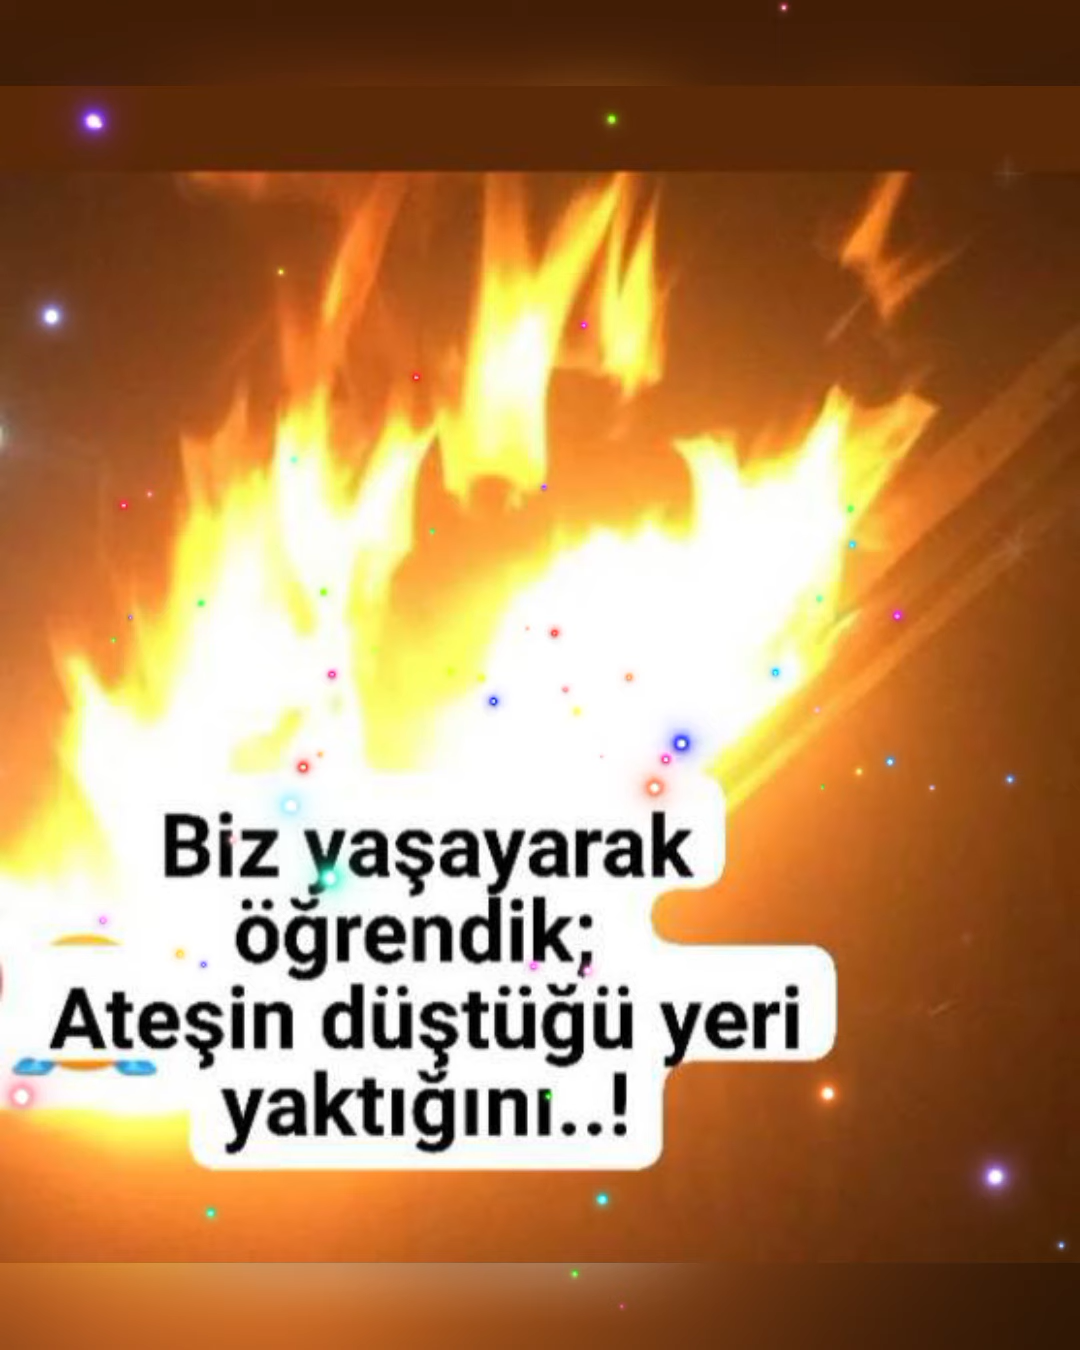 Biz yaşayarak
öğrendik;
Ateşin düştüğü yeri
yaktığını..!